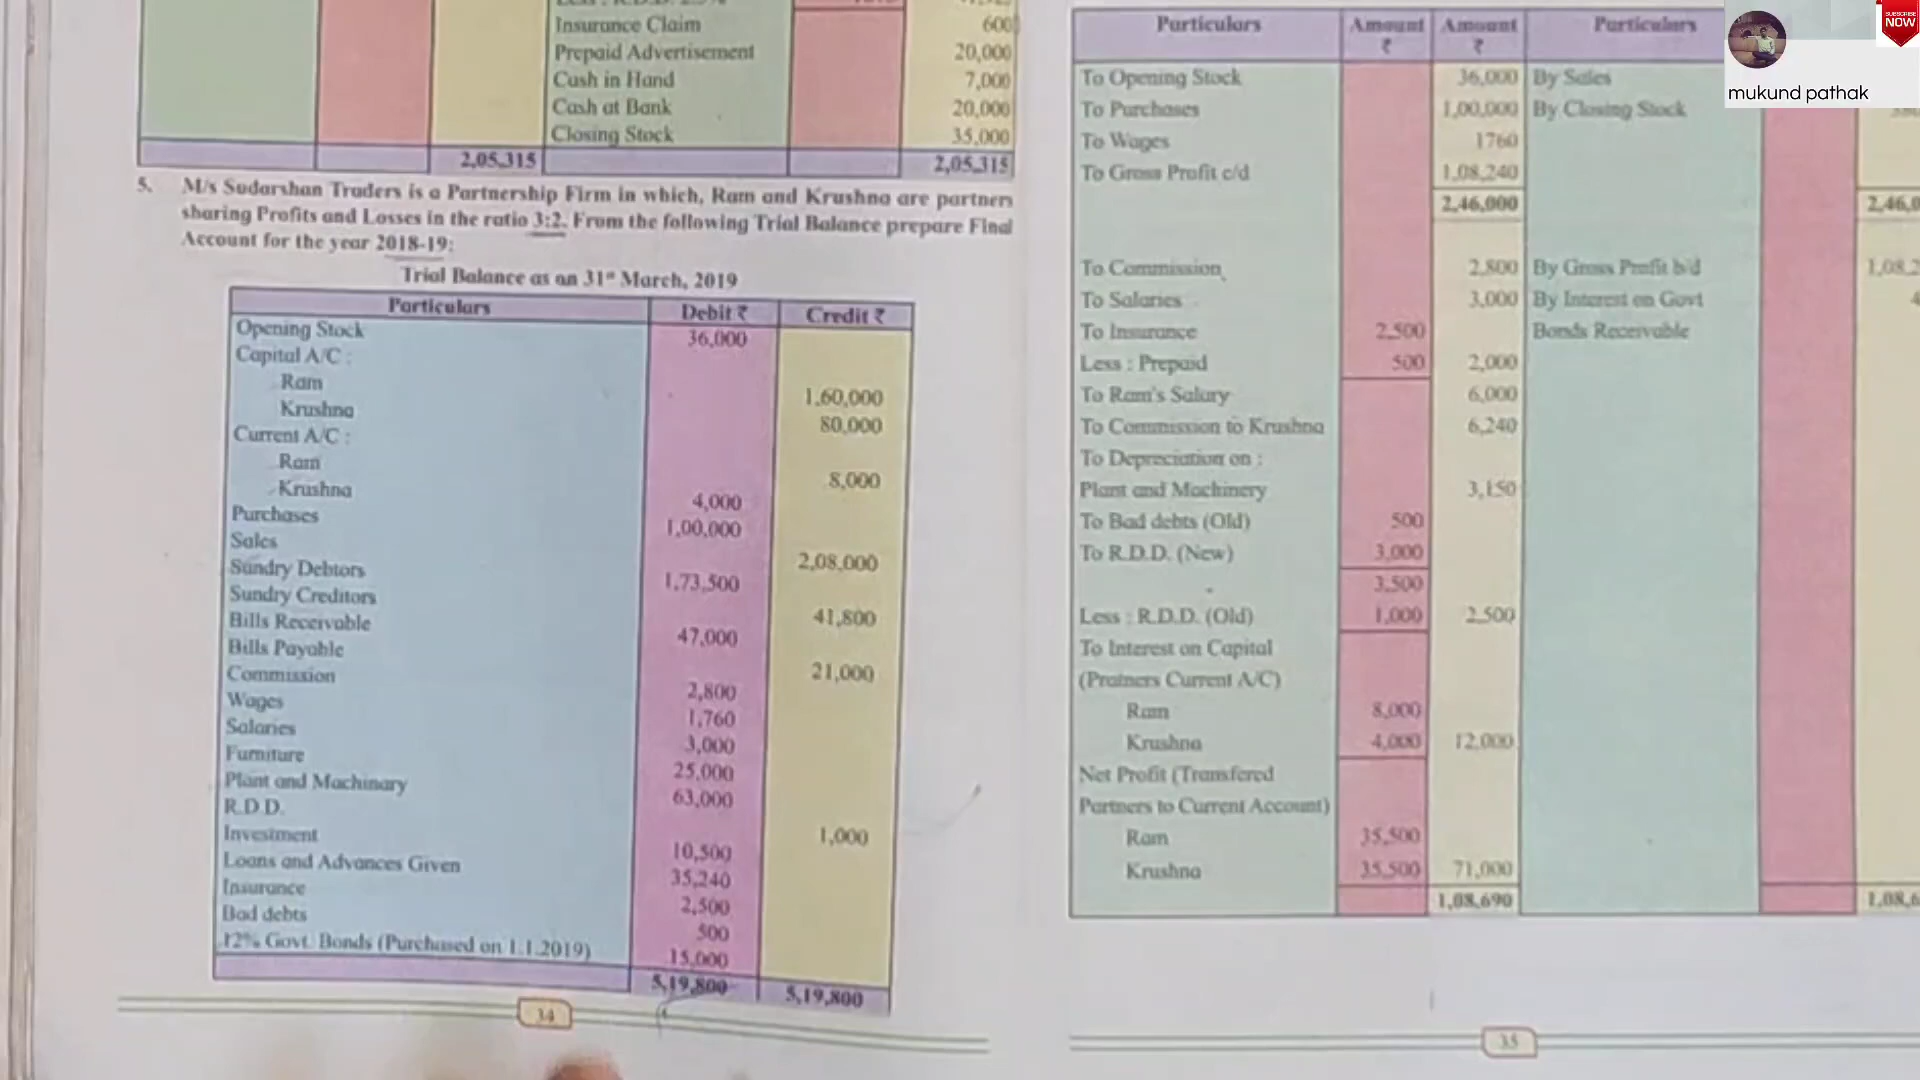 Insurance Claim 600
Prepaid Advertisement 20,000
Cash in Hand 7,000
Cash at Bank 20,000
Closing Stock 35,000
2,05,315 2,05,315
5. M/s Sudarshan Traders is a Partnership Firm in which, Ram and Krushna are partners
sharing Profits and Losses in the ratio 3:2. From the following Trial Balance prepare Final
Account for the year 2018-19:
Trial Balance as on 31st March, 2019
Particulars Debit ₹ Credit ₹
Opening Stock 36,000
Capital A/C :
Ram 1,60,000
Krushna 80,000
Current A/C :
Ram 8,000
Krushna 4,000
Purchases 1,00,000
Sales 2,08,000
Sundry Debtors 1,73,500
Sundry Creditors 41,800
Bills Receivable 47,000
Bills Payable 21,000
Commission 2,800
Wages 1,760
Salaries 3,000
Furniture 25,000
Plant and Machinary 63,000
R.D.D. 1,000
Investment 10,500
Loans and Advances Given 35,240
Insurance 2,500
Bad debts 500
12% Govt. Bonds (Purchased on 1.1.2019) 15,000
5,19,800 5,19,800
34
Particulars Amount ₹ Amount ₹ Particulars
To Opening Stock 36,000 By Sales
To Purchases 1,00,000 By Closing Stock
To Wages 1760
To Gross Profit c/d 1,08,240
2,46,000 2,46,0
To Commission 2,800 By Gross Profit b/d 1,08,2
To Salaries 3,000 By Interest on Govt 4
To Insurance 2,500 Bonds Receivable
Less : Prepaid 500 2,000
To Ram's Salary 6,000
To Commission to Krushna 6,240
To Depreciation on :
Plant and Machinery 3,150
To Bad debts (Old) 500
To R.D.D. (New) 3,000
3,500
Less : R.D.D. (Old) 1,000 2,500
To Interest on Capital
(Pratners Current A/C)
Ram 8,000
Krushna 4,000 12,000
Net Profit (Transfered
Partners to Current Account)
Ram 35,500
Krushna 35,500 71,000
1,08,690 1,08,6
35
SUBSCRIBE
NOW
mukund pathak